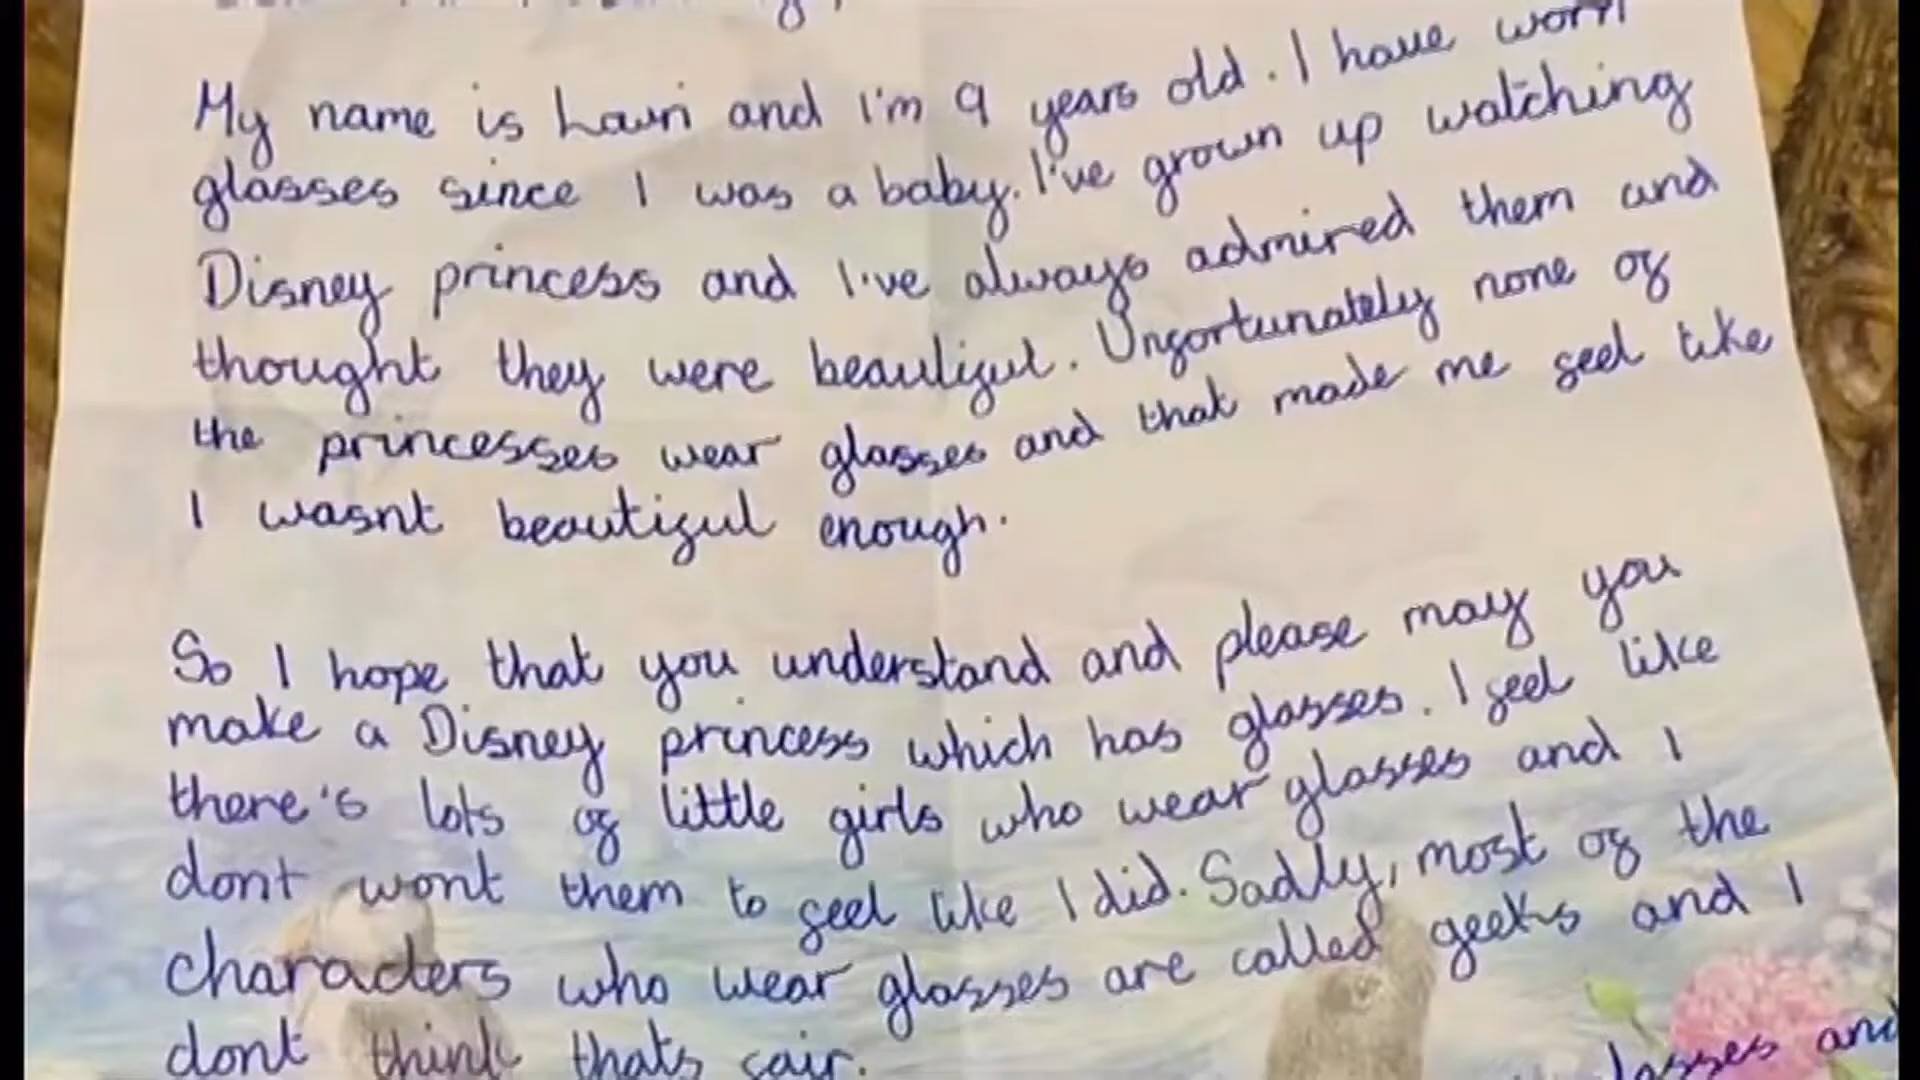 My name is Lowri and I'm 9 years old. I have worn
glasses since I was a baby. I've grown up watching
Disney princess and I've always admired them and
thought they were beautiful. Unfortunately none of
the princesses wear glasses and that made me feel like
I wasnt beautiful enough.
So I hope that you understand and please may you
make a Disney princess which has glasses. I feel like
there's lots of little girls who wear glasses and I
dont wont them to feel like I did. Sadly, most of the
characters who wear glasses are called geeks and I
dont think thats fair.
glasses and